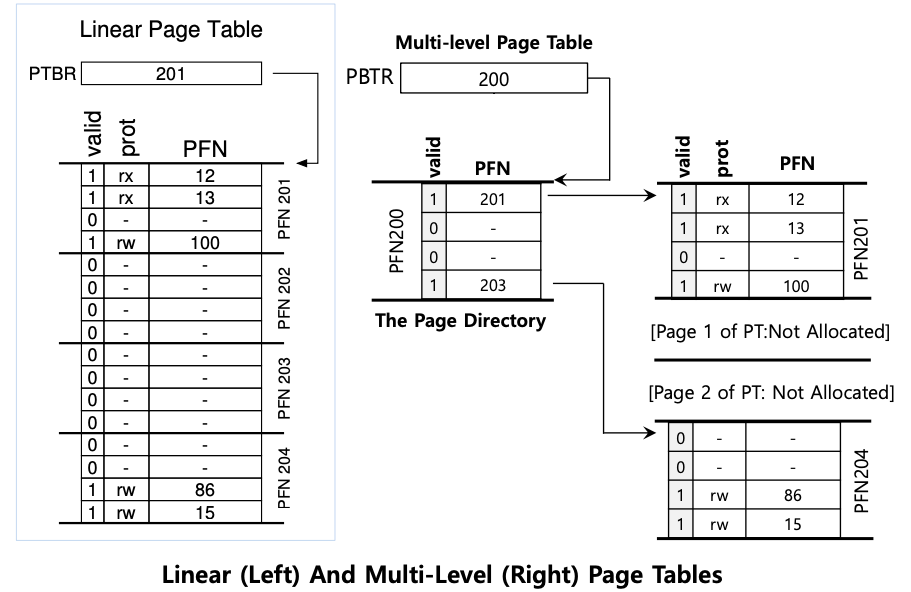 Linear Page Table
PTBR 201
valid prot PFN
1 rx 12
1 rx 13
0 - -
1 rw 100
PFN 201
0 - -
0 - -
0 - -
0 - -
PFN 202
0 - -
0 - -
0 - -
0 - -
PFN 203
0 - -
0 - -
1 rw 86
1 rw 15
PFN 204
Multi-level Page Table
PBTR 200
valid PFN
PFN200
1 201
0 -
0 -
1 203
The Page Directory
valid prot PFN
1 rx 12
1 rx 13
0 - -
1 rw 100
PFN201
[Page 1 of PT:Not Allocated]
[Page 2 of PT: Not Allocated]
0 - -
0 - -
1 rw 86
1 rw 15
PFN204
Linear (Left) And Multi-Level (Right) Page Tables